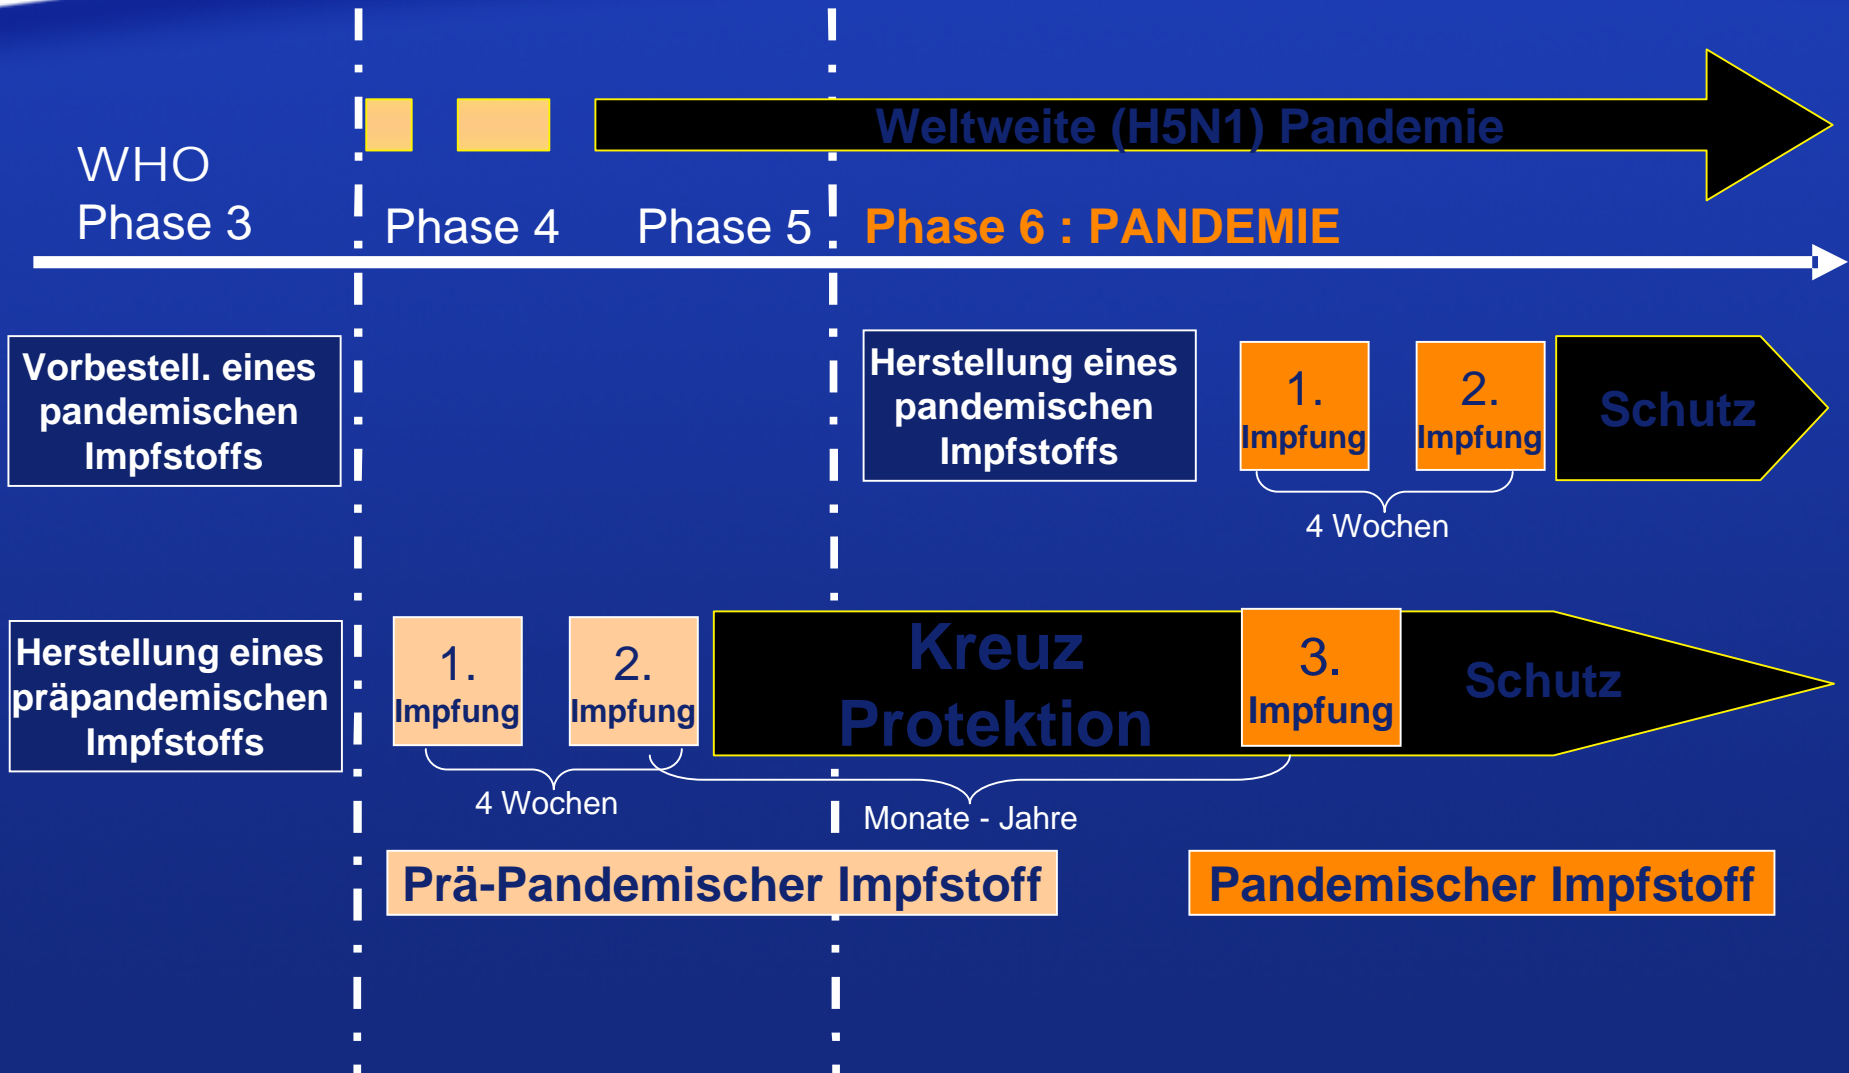 Weltweite (H5N1) Pandemie
WHO
Phase 3
Phase 4
Phase 5
Phase 6 : PANDEMIE
Vorbestell. eines
pandemischen
Impfstoffs
Herstellung eines
pandemischen
Impfstoffs
1.
Impfung
2.
Impfung
Schutz
4 Wochen
Herstellung eines
präpandemischen
Impfstoffs
1.
Impfung
2.
Impfung
Kreuz
Protektion
3.
Impfung
Schutz
4 Wochen
Monate - Jahre
Prä-Pandemischer Impfstoff
Pandemischer Impfstoff